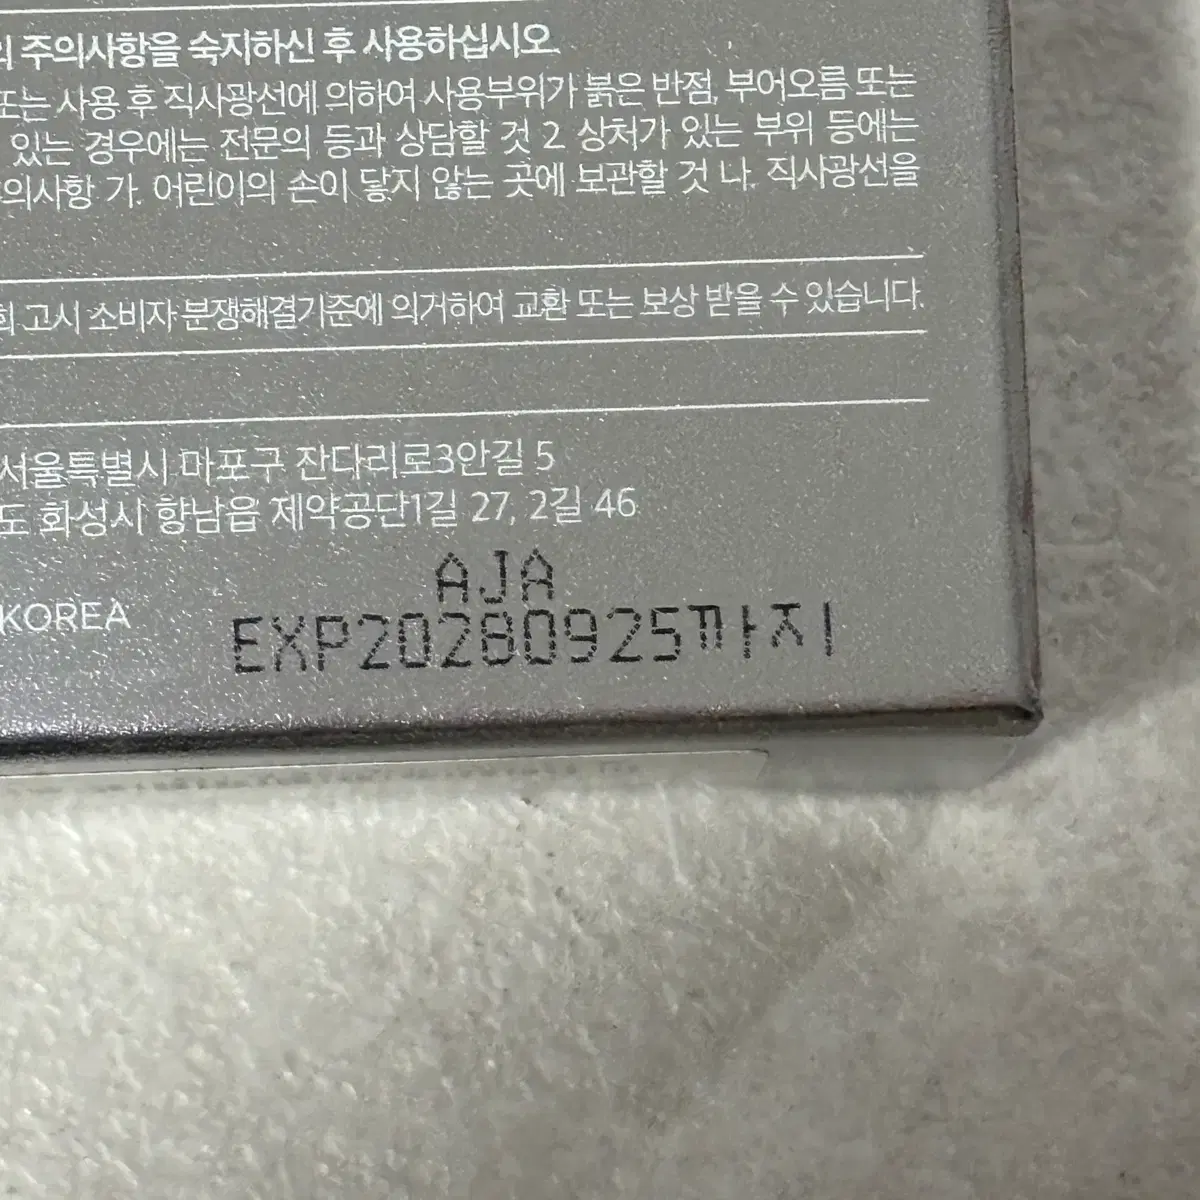 의 주의사항을 숙지하신 후 사용하십시오.
또는 사용 후 직사광선에 의하여 사용부위가 붉은 반점, 부어오름 또는
있는 경우에는 전문의 등과 상담할 것 2 상처가 있는 부위 등에는
의사항 가. 어린이의 손이 닿지 않는 곳에 보관할 것 나. 직사광선을
회 고시 소비자 분쟁해결기준에 의거하여 교환 또는 보상 받을 수 있습니다.
서울특별시 마포구 잔다리로3안길 5
도 화성시 향남읍 제약공단1길 27, 2길 46
KOREA
AJA
EXP20280925까지